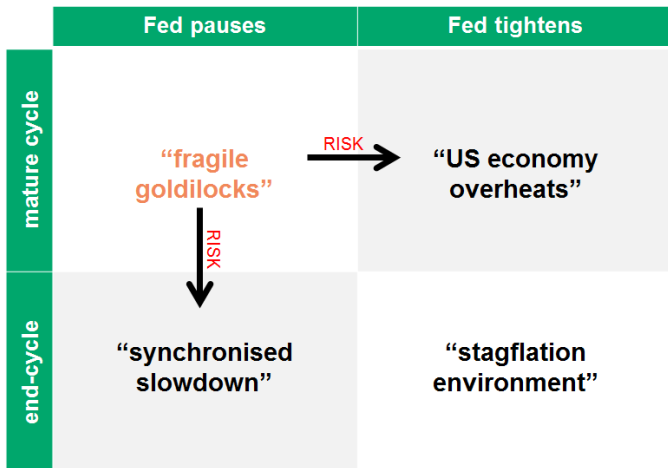 Fed pauses
Fed tightens
mature cycle
“fragile
goldilocks”
RISK
“US economy
overheats”
RISK
end-cycle
“synchronised
slowdown”
“stagflation
environment”